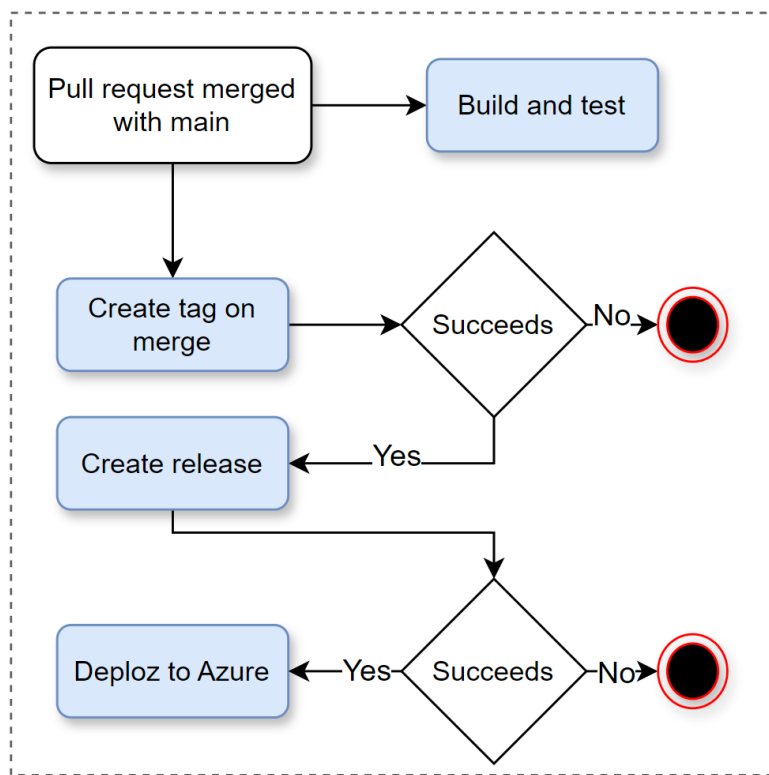 Pull request merged
with main
Build and test
Create tag on
merge
Succeeds
No
Create release
Yes
Deploz to Azure
Yes
Succeeds
No